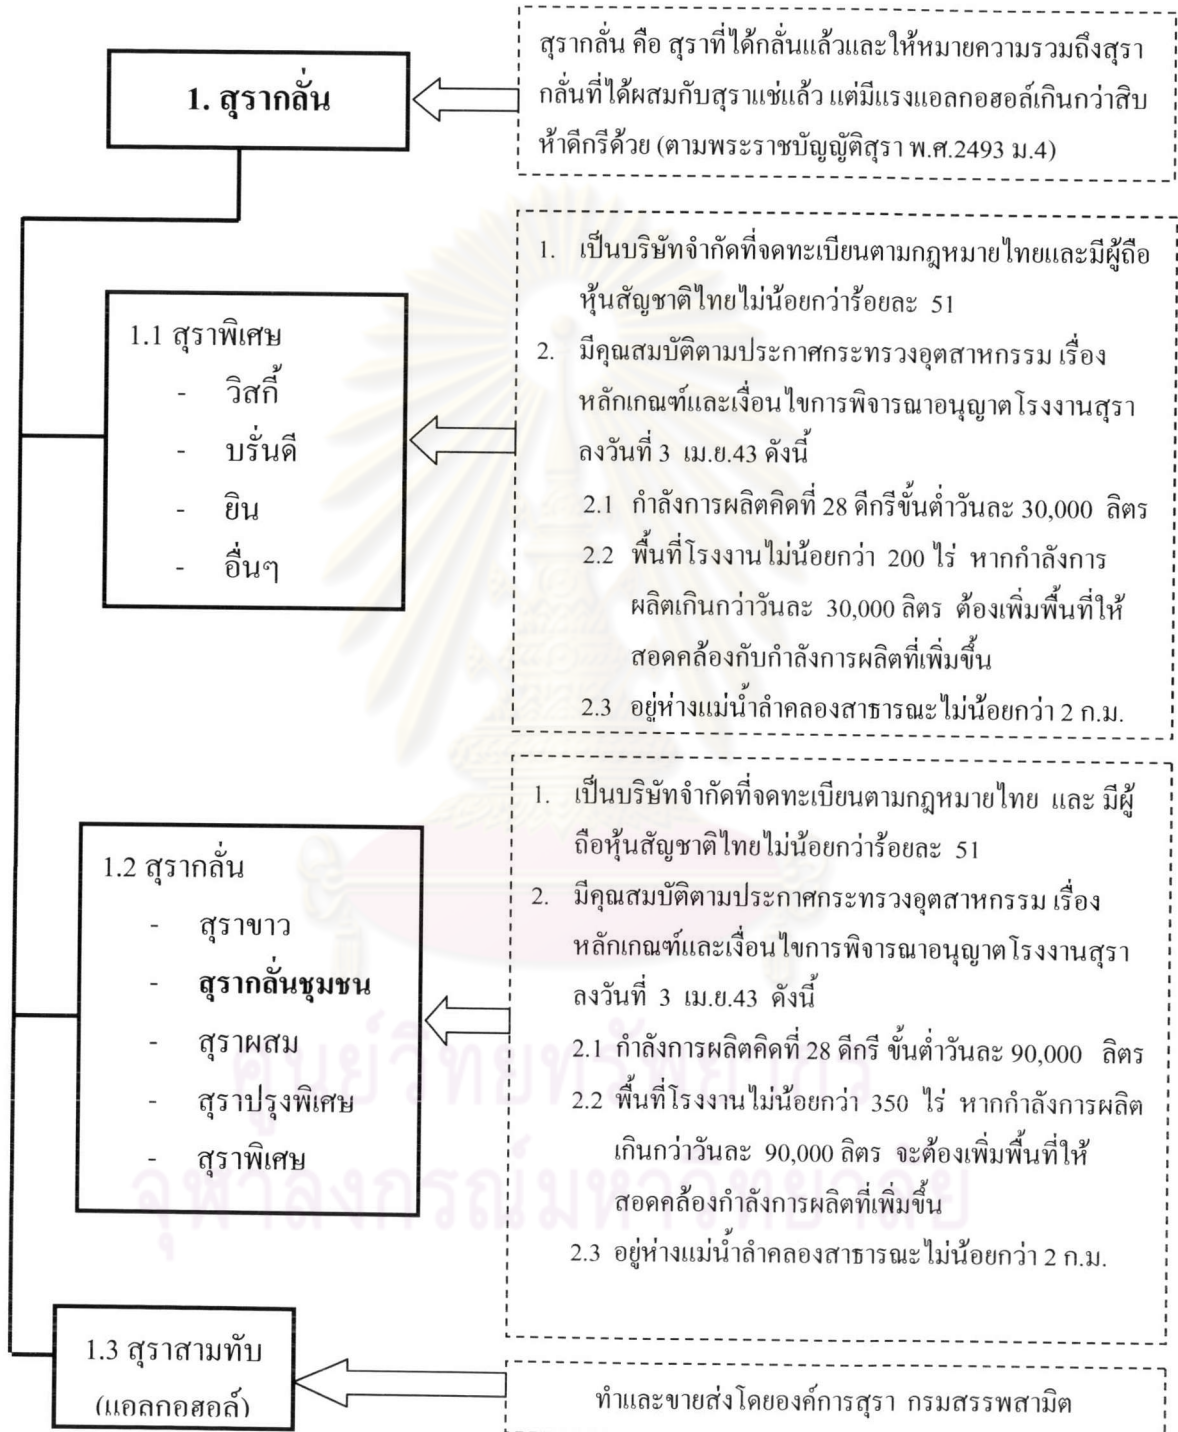 1. สุรากลั่น
สุรากลั่น คือ สุราที่ได้กลั่นแล้วและให้หมายความรวมถึงสุรา
กลั่นที่ได้ผสมกับสุราแช่แล้ว แต่มีแรงแอลกอฮอล์เกินกว่าสิบ
ห้าดีกรีด้วย (ตามพระราชบัญญัติสุรา พ.ศ.2493 ม.4)
1.1 สุราพิเศษ
- วิสกี้
- บรั่นดี
- ยิน
- อื่นๆ
1. เป็นบริษัทจำกัดที่จดทะเบียนตามกฎหมายไทยและมีผู้ถือ
หุ้นสัญชาติไทยไม่น้อยกว่าร้อยละ 51
2. มีคุณสมบัติตามประกาศกระทรวงอุตสาหกรรม เรื่อง
หลักเกณฑ์และเงื่อนไขการพิจารณาอนุญาตโรงงานสุรา
ลงวันที่ 3 เม.ย.43 ดังนี้
2.1 กำลังการผลิตคิดที่ 28 ดีกรีขั้นต่ำวันละ 30,000 ลิตร
2.2 พื้นที่โรงงานไม่น้อยกว่า 200 ไร่ หากกำลังการ
ผลิตเกินกว่าวันละ 30,000 ลิตร ต้องเพิ่มพื้นที่ให้
สอดคล้องกับกำลังการผลิตที่เพิ่มขึ้น
2.3 อยู่ห่างแม่น้ำลำคลองสาธารณะไม่น้อยกว่า 2 ก.ม.
1.2 สุรากลั่น
- สุราขาว
- สุรากลั่นชุมชน
- สุราผสม
- สุราปรุงพิเศษ
- สุราพิเศษ
1. เป็นบริษัทจำกัดที่จดทะเบียนตามกฎหมายไทย และ มีผู้
ถือหุ้นสัญชาติไทยไม่น้อยกว่าร้อยละ 51
2. มีคุณสมบัติตามประกาศกระทรวงอุตสาหกรรม เรื่อง
หลักเกณฑ์และเงื่อนไขการพิจารณาอนุญาตโรงงานสุรา
ลงวันที่ 3 เม.ย.43 ดังนี้
2.1 กำลังการผลิตคิดที่ 28 ดีกรี ขั้นต่ำวันละ 90,000 ลิตร
2.2 พื้นที่โรงงานไม่น้อยกว่า 350 ไร่ หากกำลังการผลิต
เกินกว่าวันละ 90,000 ลิตร จะต้องเพิ่มพื้นที่ให้
สอดคล้องกำลังการผลิตที่เพิ่มขึ้น
2.3 อยู่ห่างแม่น้ำลำคลองสาธารณะไม่น้อยกว่า 2 ก.ม.
ศูนย์วิทยทรัพยากร
จุฬาลงกรณ์มหาวิทยาลัย
1.3 สุราสามทับ
(แอลกอฮอล์)
ทำและขายส่งโดยองค์การสุรา กรมสรรพสามิต